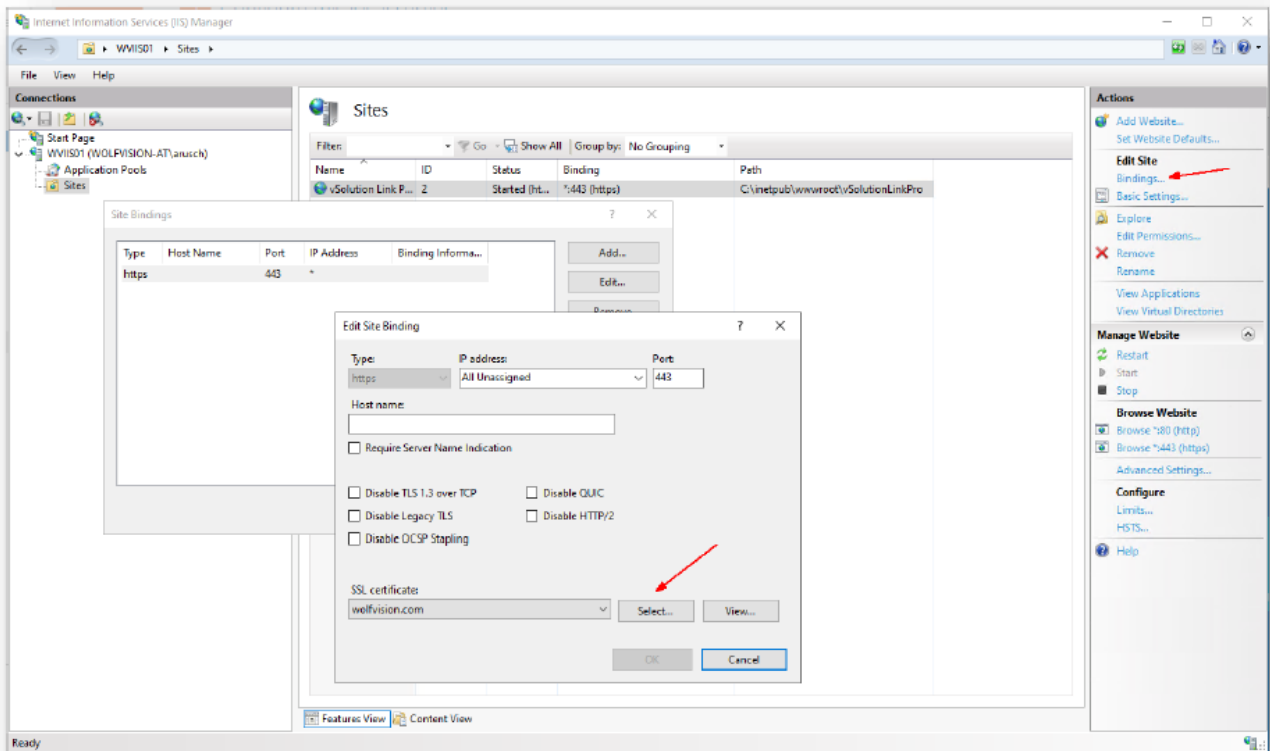 Internet Information Services (IIS) Manager
WVIIS01 Sites
File View Help
Connections
Start Page
WVIIS01 (WOLFVISION-AT\arusch)
Application Pools
Sites
Sites
Filter: Go Show All Group by: No Grouping
Name ID Status Binding Path
vSolution Link P... 2 Started (ht... *:443 (https) C:\inetpub\wwwroot\vSolutionLinkPro
Site Bindings ?
Type Host Name Port IP Address Binding Informa...
https 443 *
Add...
Edit...
Remove
Edit Site Binding ?
Type: IP address: Port:
https All Unassigned 443
Host name:
Require Server Name Indication
Disable TLS 1.3 over TCP Disable QUIC
Disable Legacy TLS Disable HTTP/2
Disable OCSP Stapling
SSL certificate:
wolfvision.com Select... View...
OK Cancel
Features View Content View
Ready
Actions
Add Website...
Set Website Defaults...
Edit Site
Bindings...
Basic Settings...
Explore
Edit Permissions...
Remove
Rename
View Applications
View Virtual Directories
Manage Website
Restart
Start
Stop
Browse Website
Browse *:80 (http)
Browse *:443 (https)
Advanced Settings...
Configure
Limits...
HSTS...
Help